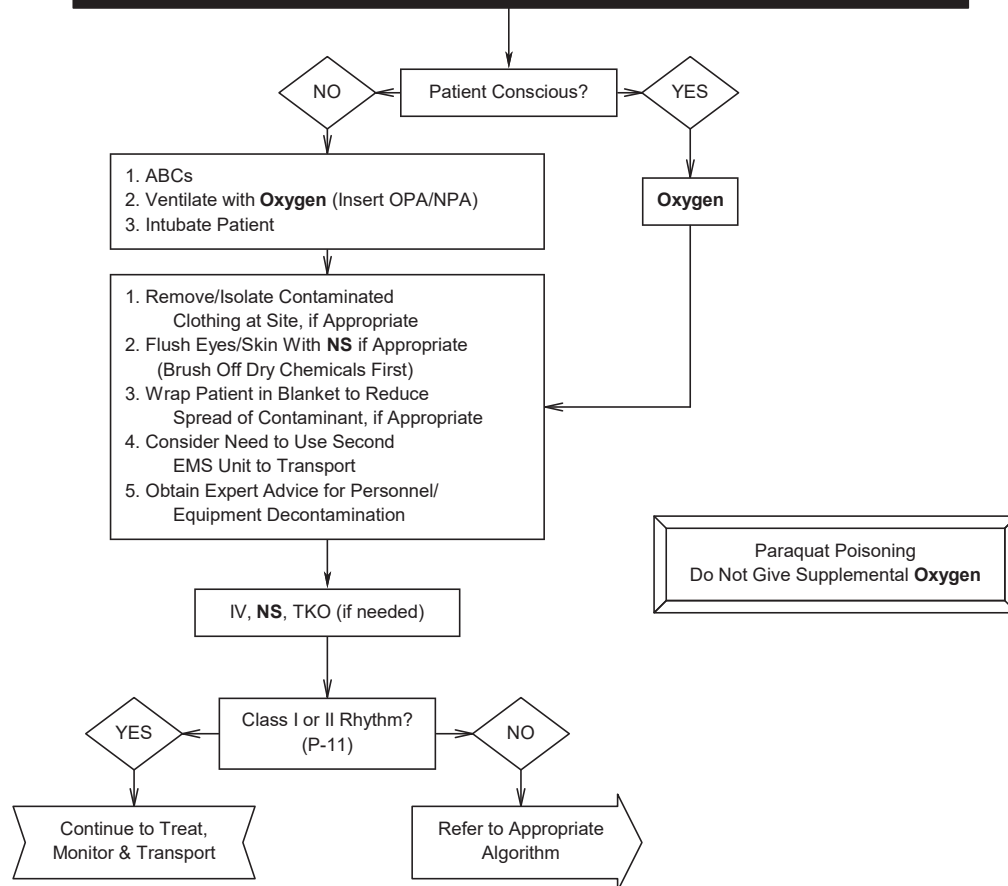 NO
Patient Conscious?
YES
1. ABCs
2. Ventilate with Oxygen (Insert OPA/NPA)
3. Intubate Patient
Oxygen
1. Remove/Isolate Contaminated
Clothing at Site, if Appropriate
2. Flush Eyes/Skin With NS if Appropriate
(Brush Off Dry Chemicals First)
3. Wrap Patient in Blanket to Reduce
Spread of Contaminant, if Appropriate
4. Consider Need to Use Second
EMS Unit to Transport
5. Obtain Expert Advice for Personnel/
Equipment Decontamination
Paraquat Poisoning
Do Not Give Supplemental Oxygen
IV, NS, TKO (if needed)
YES
Class I or II Rhythm?
(P-11)
NO
Continue to Treat,
Monitor & Transport
Refer to Appropriate
Algorithm